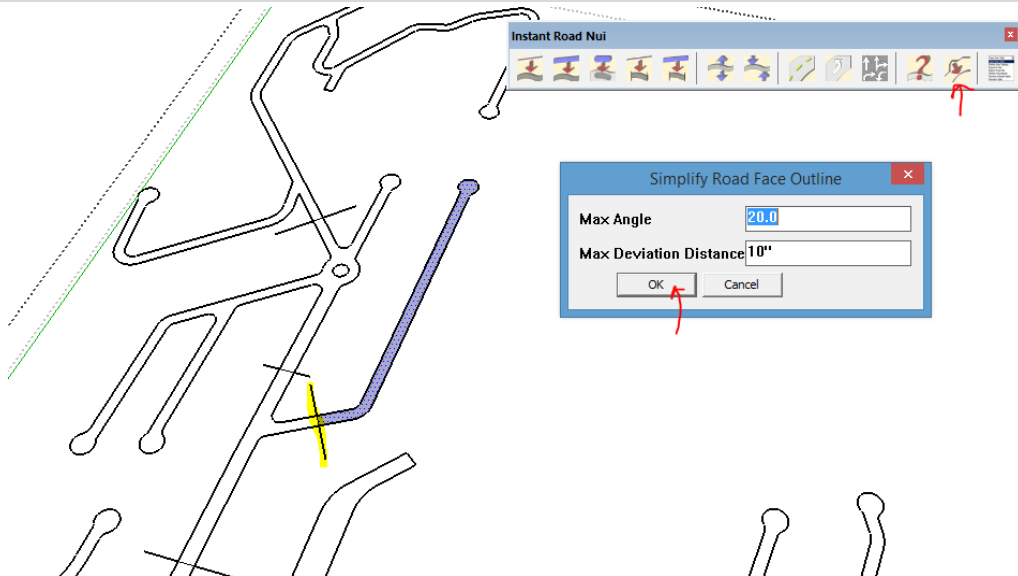 Instant Road Nui
Simplify Road Face Outline
Max Angle
20.0
Max Deviation Distance
10"
OK
Cancel